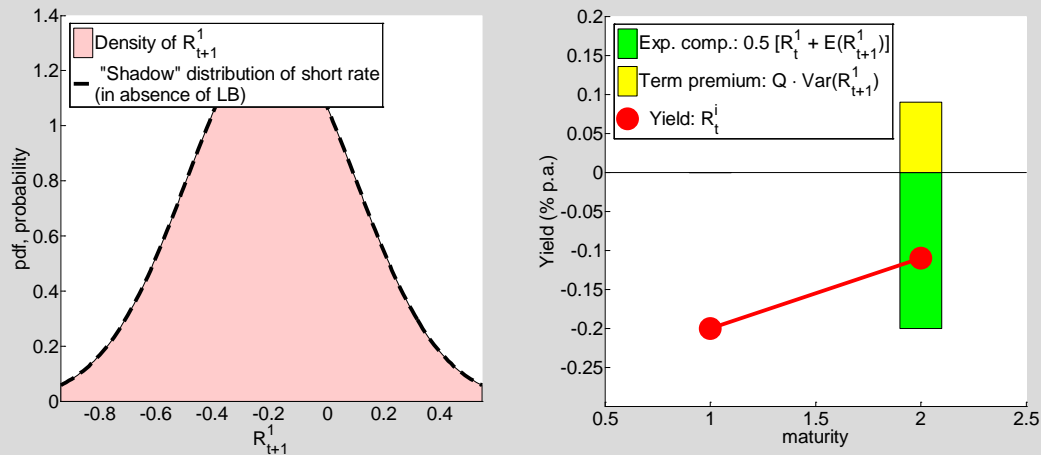 1.4
1.2
1
0.8
0.6
0.4
0.2
0
pdf, probability
Density of R¹ₜ₊₁
"Shadow" distribution of short rate
(in absence of LB)
-0.8 -0.6 -0.4 -0.2 0 0.2 0.4
R¹ₜ₊₁
0.2
0.15
0.1
0.05
0
-0.05
-0.1
-0.15
-0.2
-0.25
Yield (% p.a.)
Exp. comp.: 0.5 [R¹ₜ + E(R¹ₜ₊₁)]
Term premium: Q · Var(R¹ₜ₊₁)
Yield: Rⁱₜ
0.5 1 1.5 2 2.5
maturity